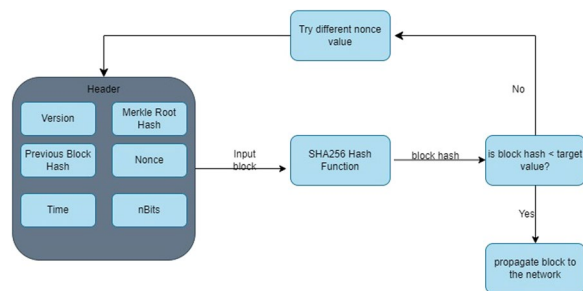 Try different nonce
value
Header
Version
Merkle Root
Hash
Previous Block
Hash
Nonce
Time
nBits
Input
block
SHA256 Hash
Function
block hash
is block hash < target
value?
No
Yes
propagate block to
the network